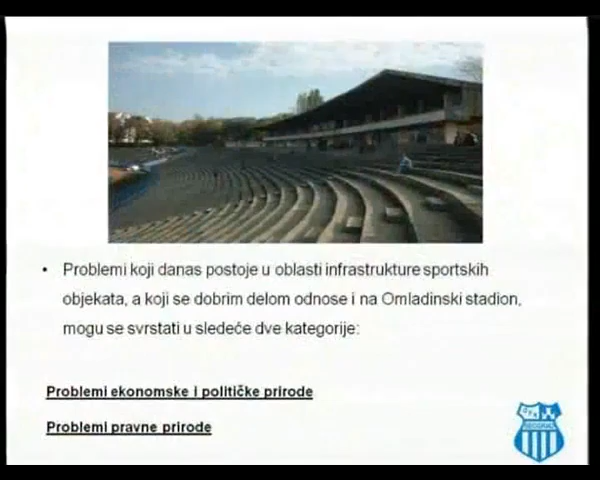 • Problemi koji danas postoje u oblasti infrastrukture sportskih
objekata, a koji se dobrim delom odnose i na Omladinski stadion,
mogu se svrstati u sledeće dve kategorije:
Problemi ekonomske i političke prirode
Problemi pravne prirode